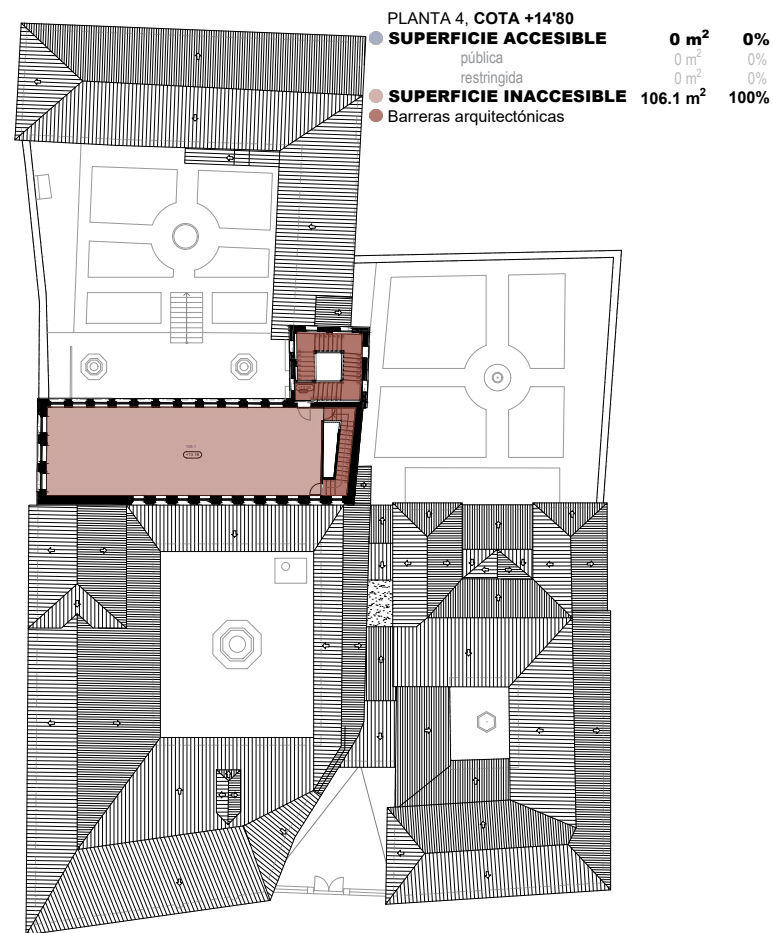 PLANTA 4, COTA +14'80
SUPERFICIE ACCESIBLE 0 m² 0%
pública 0 m² 0%
restringida 0 m² 0%
SUPERFICIE INACCESIBLE 106.1 m² 100%
Barreras arquitectónicas